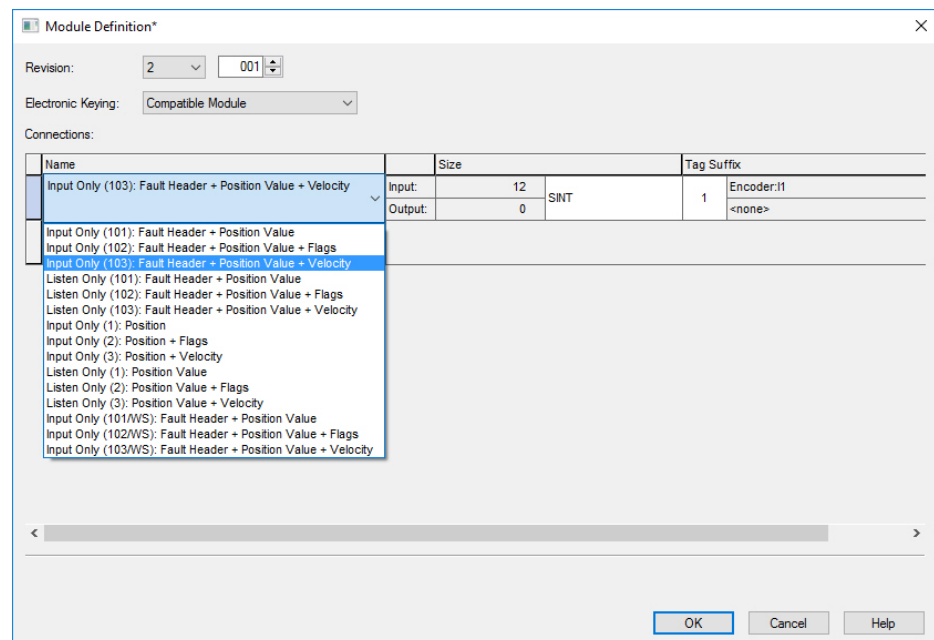 Module Definition*
Revision: 2 001
Electronic Keying: Compatible Module
Connections:
Name Size Tag Suffix
Input Only (103): Fault Header + Position Value + Velocity Input: 12 SINT 1 Encoder:I1
Output: 0 <none>
Input Only (101): Fault Header + Position Value
Input Only (102): Fault Header + Position Value + Flags
Input Only (103): Fault Header + Position Value + Velocity
Listen Only (101): Fault Header + Position Value
Listen Only (102): Fault Header + Position Value + Flags
Listen Only (103): Fault Header + Position Value + Velocity
Input Only (1): Position
Input Only (2): Position + Flags
Input Only (3): Position + Velocity
Listen Only (1): Position Value
Listen Only (2): Position Value + Flags
Listen Only (3): Position Value + Velocity
Input Only (101/WS): Fault Header + Position Value
Input Only (102/WS): Fault Header + Position Value + Flags
Input Only (103/WS): Fault Header + Position Value + Velocity
OK Cancel Help